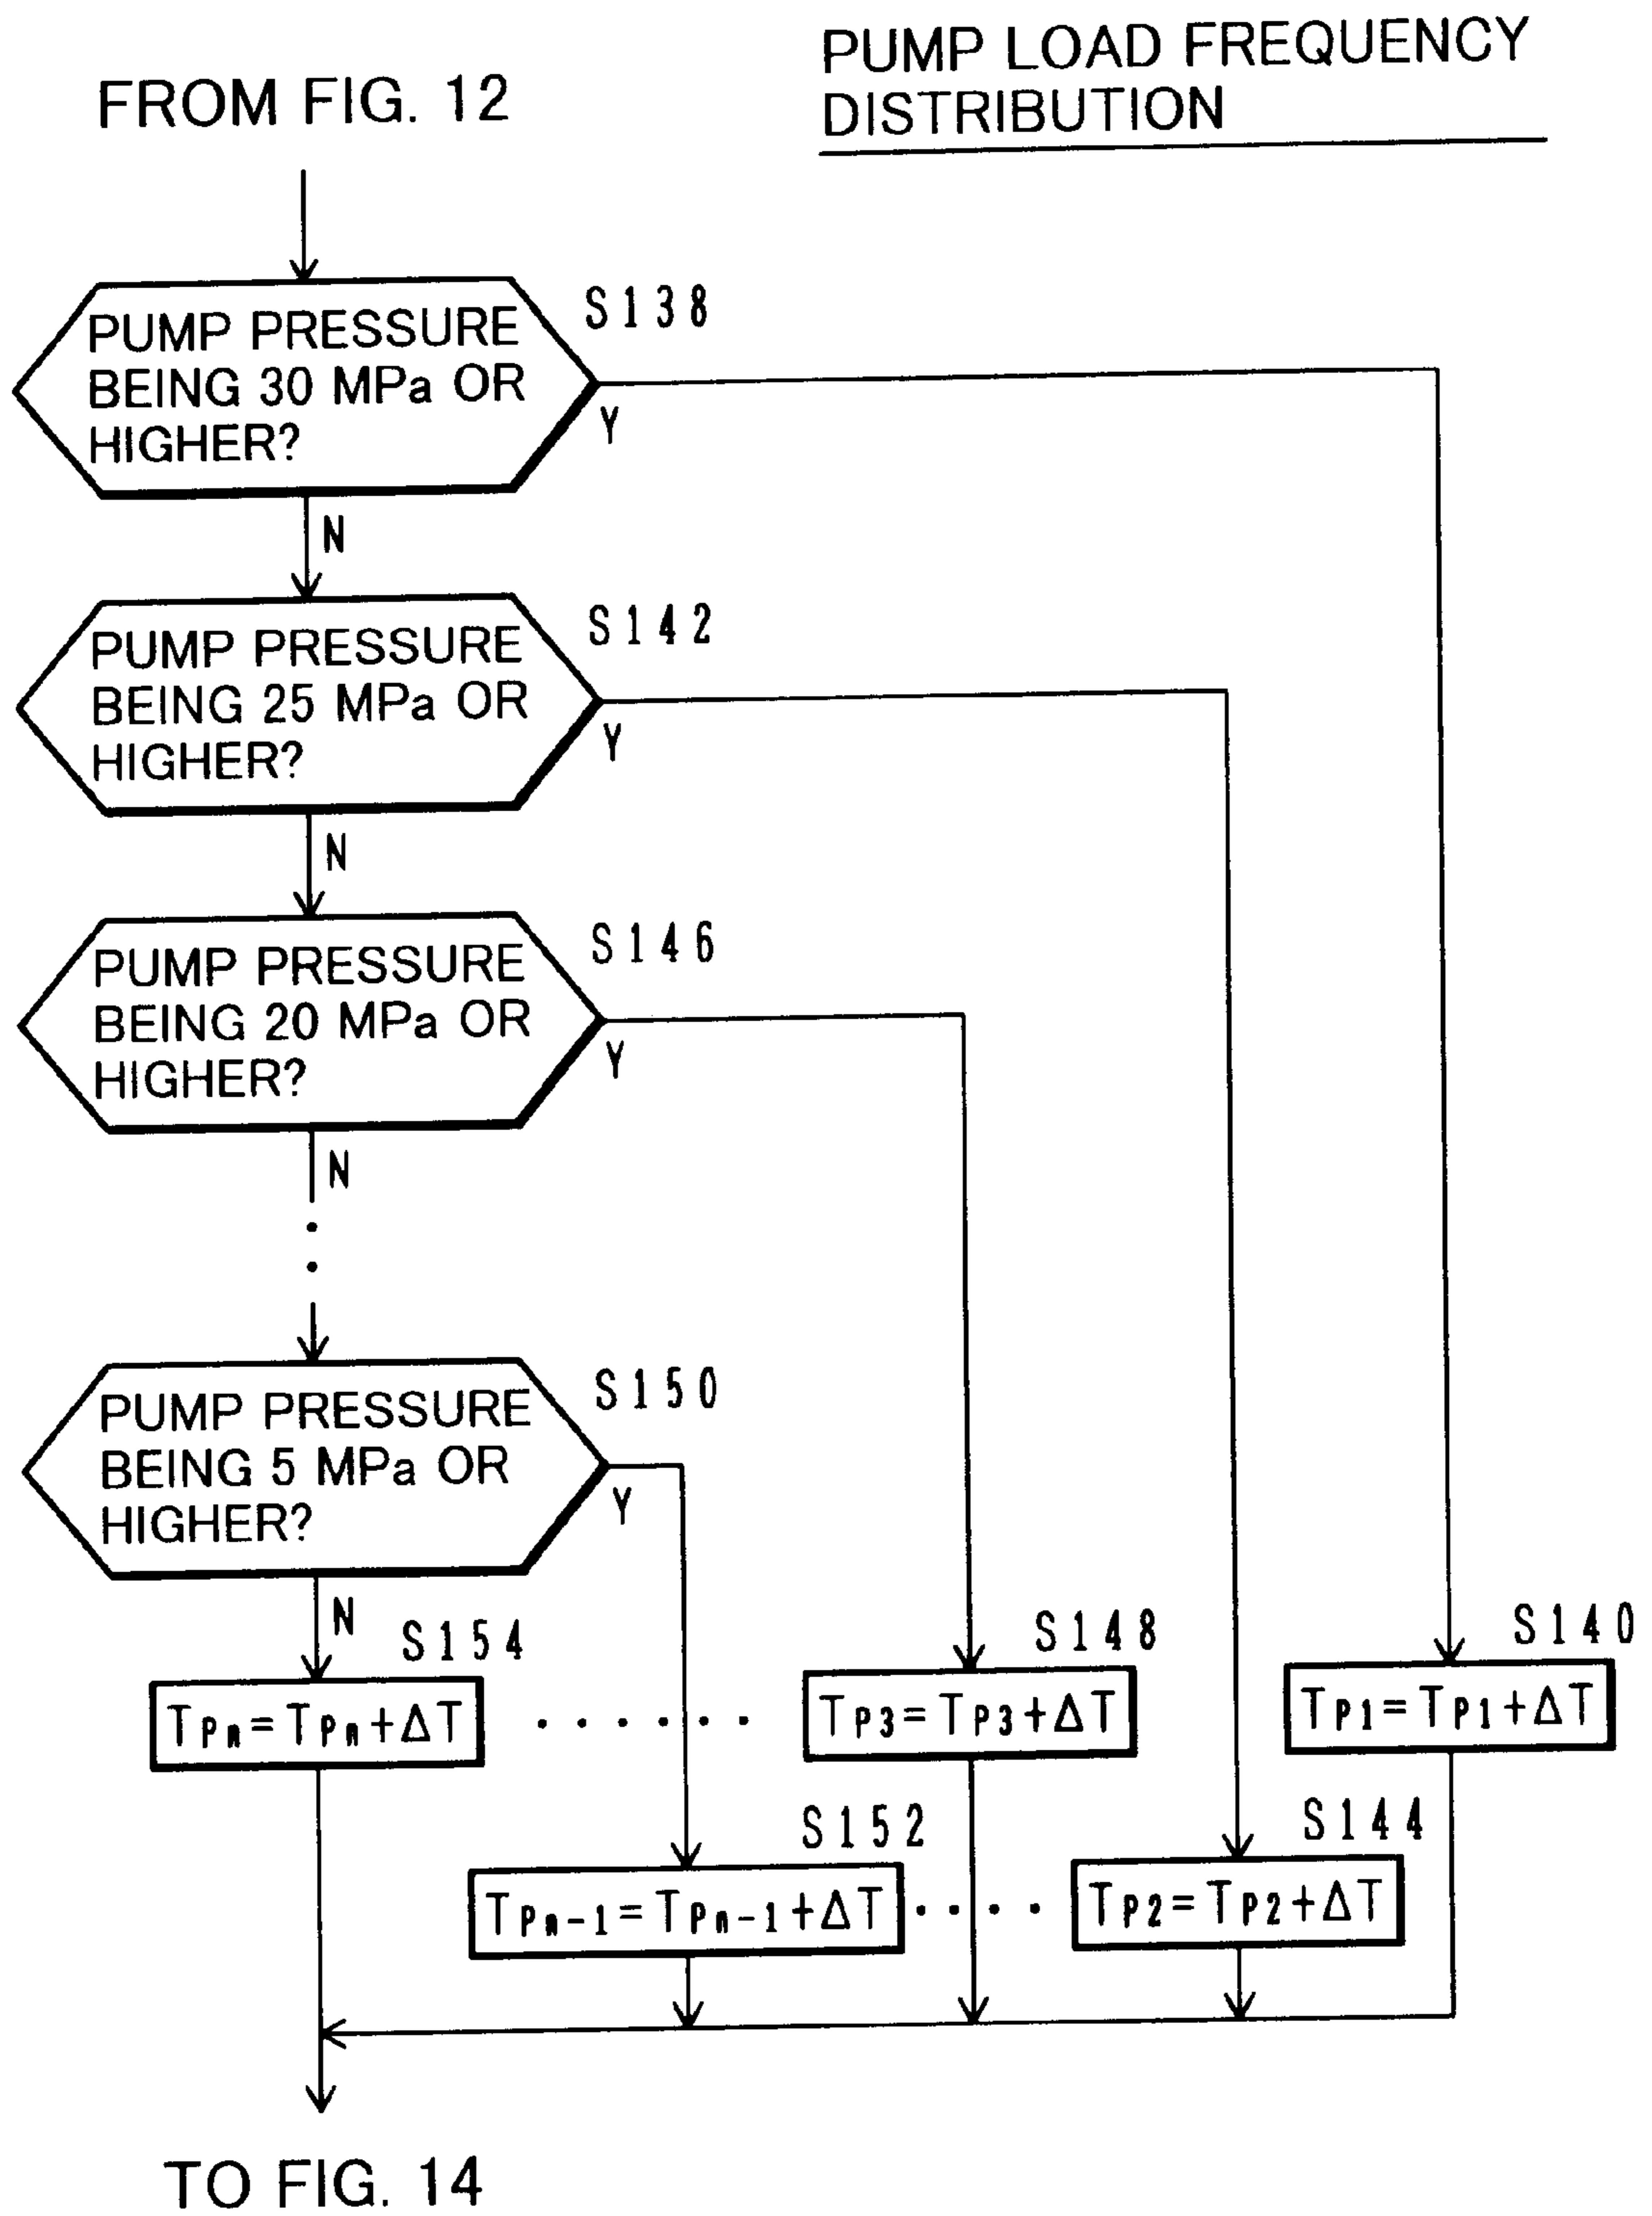 PUMP LOAD FREQUENCY
DISTRIBUTION
FROM FIG. 12
PUMP PRESSURE
BEING 30 MPa OR
HIGHER?
S138
Y
N
PUMP PRESSURE
BEING 25 MPa OR
HIGHER?
S142
Y
N
PUMP PRESSURE
BEING 20 MPa OR
HIGHER?
S146
Y
N
PUMP PRESSURE
BEING 5 MPa OR
HIGHER?
S150
Y
N
S154
TPn=TPn+ΔT
S148
TP3=TP3+ΔT
S140
TP1=TP1+ΔT
S152
TPn-1=TPn-1+ΔT
S144
TP2=TP2+ΔT
TO FIG. 14